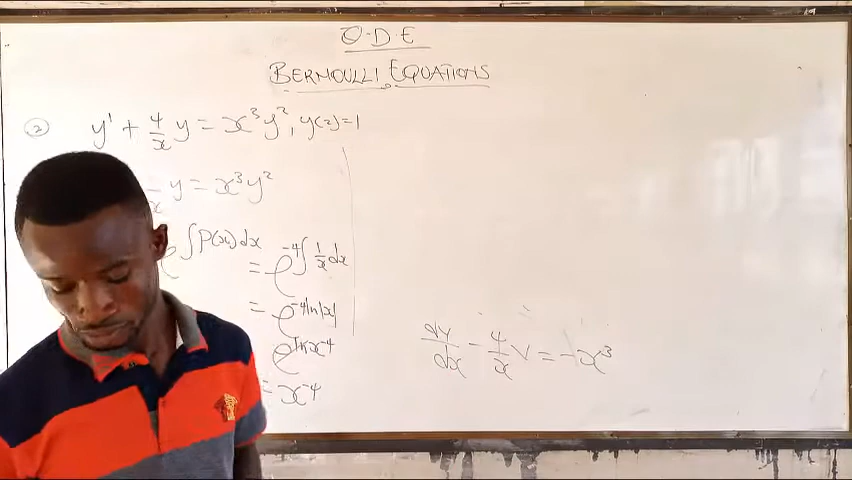 O.D.E
BERNOULLI EQUATIONS
② y' + 4/x y = x³y², y(2)=1
y = x³y²
e^∫P(x)dx = e^-4∫1/x dx
= e^-4ln|x|
e^ln x^-4
= x^-4
dv/dx - 4/x v = -x³